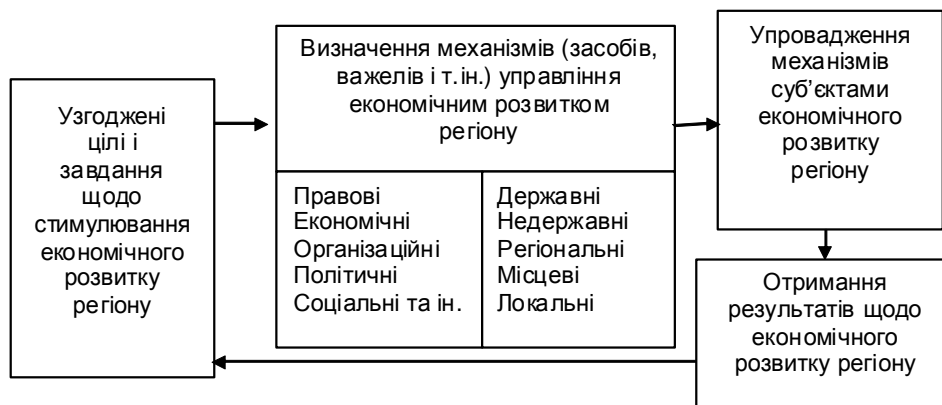 Узгоджені
цілі і
завдання
щодо
стимулювання
економічного
розвитку
регіону
Визначення механізмів (засобів,
важелів і т.ін.) управління
економічним розвитком
регіону
Правові
Економічні
Організаційні
Політичні
Соціальні та ін.
Державні
Недержавні
Регіональні
Місцеві
Локальні
Упровадження
механізмів
суб’єктами
економічного
розвитку
регіону
Отримання
результатів щодо
економічного
розвитку регіону